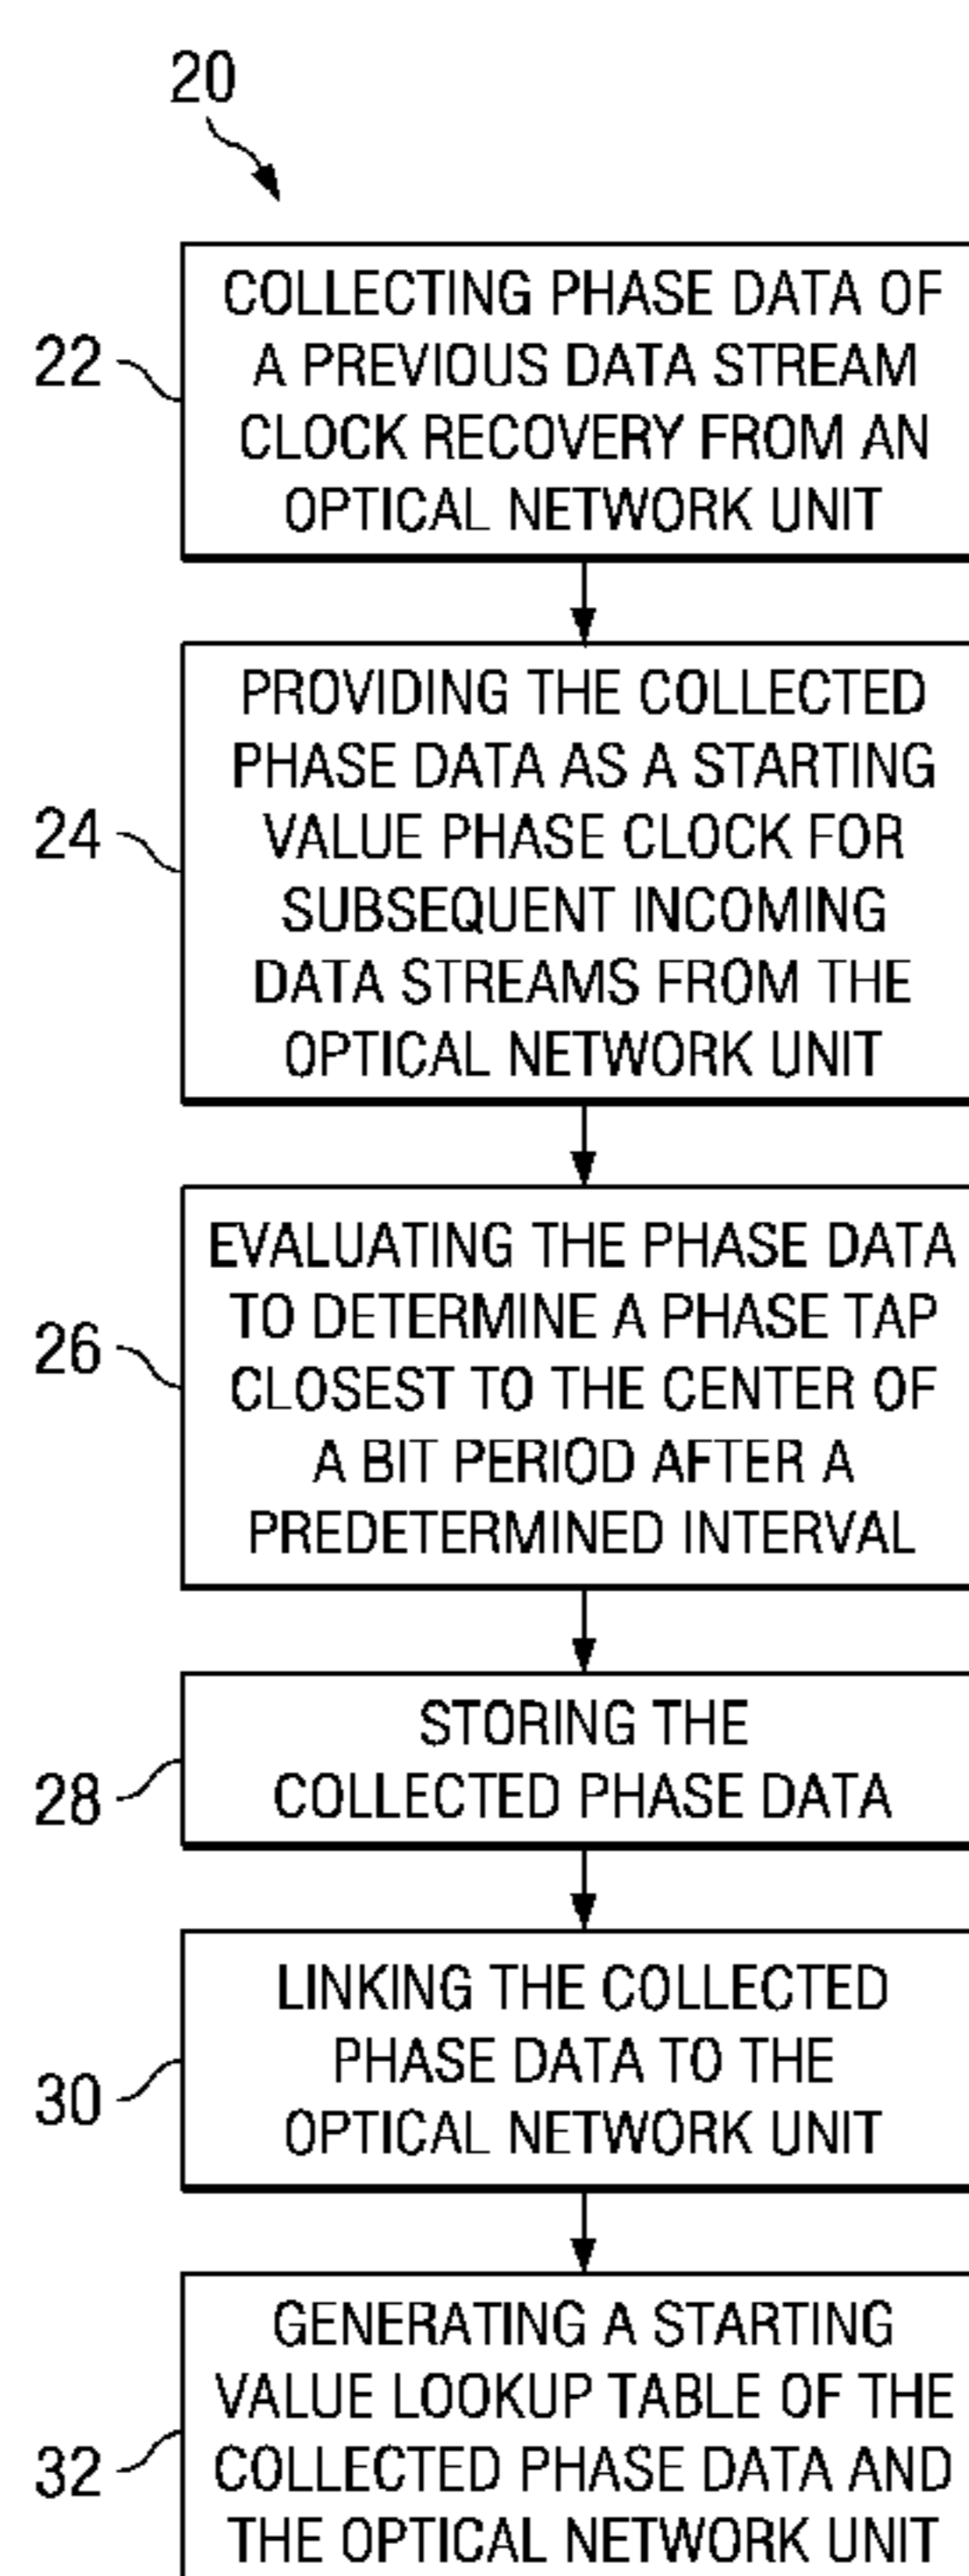 20
22
COLLECTING PHASE DATA OF
A PREVIOUS DATA STREAM
CLOCK RECOVERY FROM AN
OPTICAL NETWORK UNIT
24
PROVIDING THE COLLECTED
PHASE DATA AS A STARTING
VALUE PHASE CLOCK FOR
SUBSEQUENT INCOMING
DATA STREAMS FROM THE
OPTICAL NETWORK UNIT
26
EVALUATING THE PHASE DATA
TO DETERMINE A PHASE TAP
CLOSEST TO THE CENTER OF
A BIT PERIOD AFTER A
PREDETERMINED INTERVAL
28
STORING THE
COLLECTED PHASE DATA
30
LINKING THE COLLECTED
PHASE DATA TO THE
OPTICAL NETWORK UNIT
32
GENERATING A STARTING
VALUE LOOKUP TABLE OF THE
COLLECTED PHASE DATA AND
THE OPTICAL NETWORK UNIT